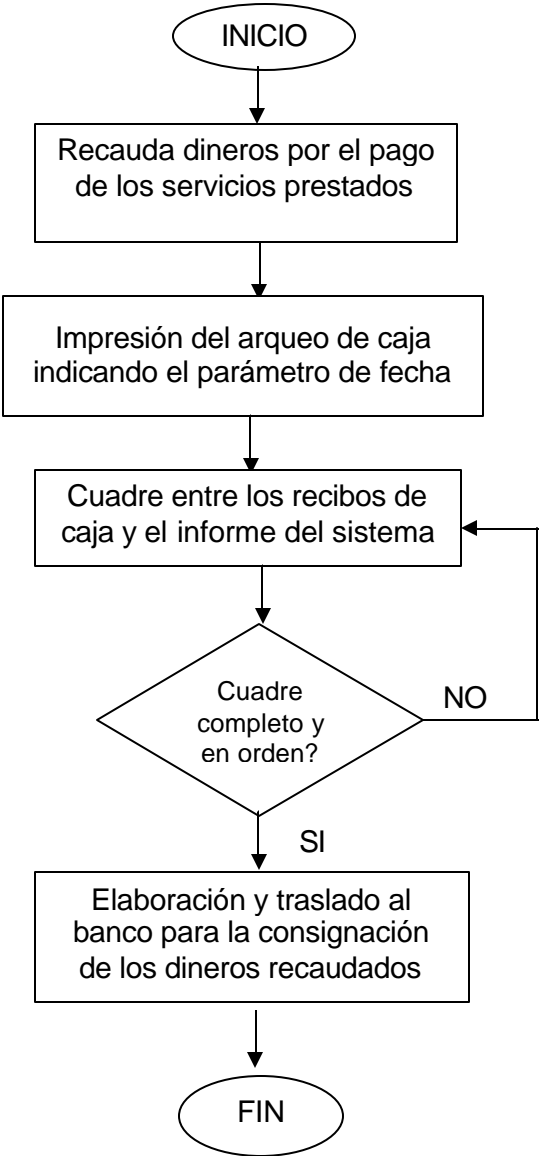 INICIO
Recauda dineros por el pago
de los servicios prestados
Impresión del arqueo de caja
indicando el parámetro de fecha
Cuadre entre los recibos de
caja y el informe del sistema
Cuadre
completo y
en orden?
NO
SI
Elaboración y traslado al
banco para la consignación
de los dineros recaudados
FIN